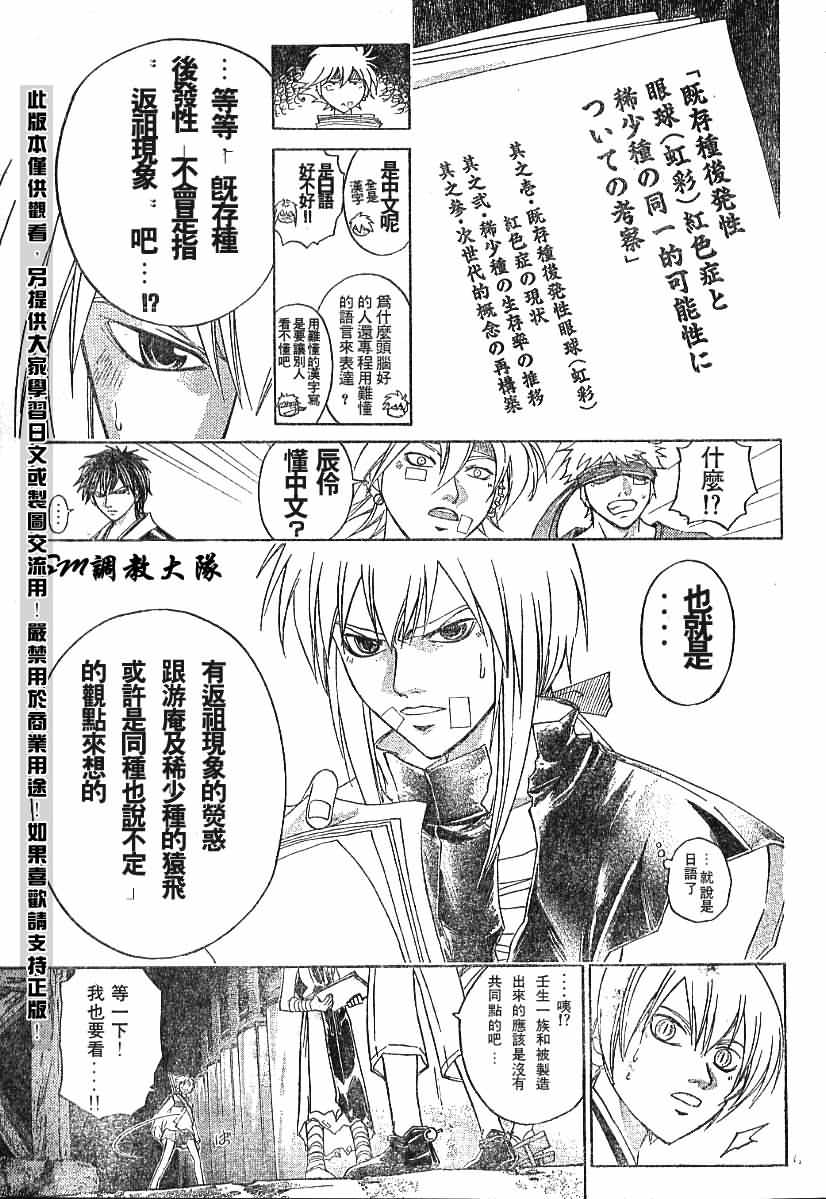 「既存種後発性
眼球(虹彩)紅色症と
稀少種の同一的可能性に
ついての考察」
其之壱・既存種後発性眼球(虹彩)
紅色症の現状
其之弐・稀少種の生存率の推移
其之参・次世代的概念の再構築
是中文呢
全是
漢字
是日語
好不好!!
為什麼頭腦好
的人還專程用難懂
的語言來表達？
用難懂的漢字寫
是要讓別人
看不懂吧
…等等「既存種
後發性」不會是指
"返祖現象"吧…!?
什麼!?
辰伶
懂中文？
…
SM調教大隊
也就是
‥‥
…就說是
日語了
有返祖現象的熒惑
跟游庵及稀少種的猿飛
或許是同種也說不定」
的觀點來想的
‥‥咦!?
壬生一族和被製造
出來的應該是沒有
共同點的吧…
等一下！
我也要看‥‥!!
ば
此版本僅供觀看．另提供大家學習日文或製圖交流用！嚴禁用於商業用途！如果喜歡請支持正版！